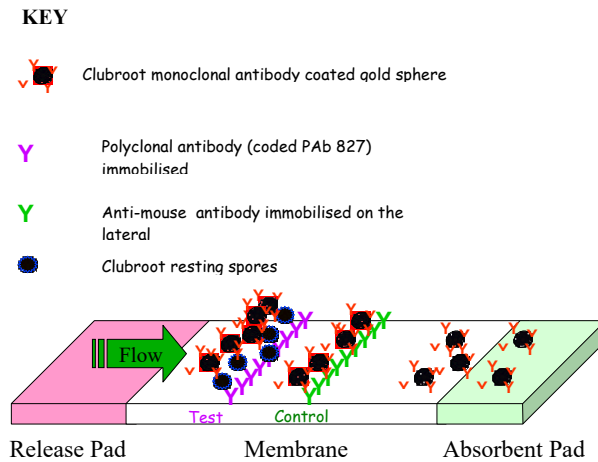 KEY
Clubroot monoclonal antibody coated gold sphere
Polyclonal antibody (coded PAb 827)
immobilised
Anti-mouse antibody immobilised on the
lateral
Clubroot resting spores
Flow
Test Control
Release Pad Membrane Absorbent Pad